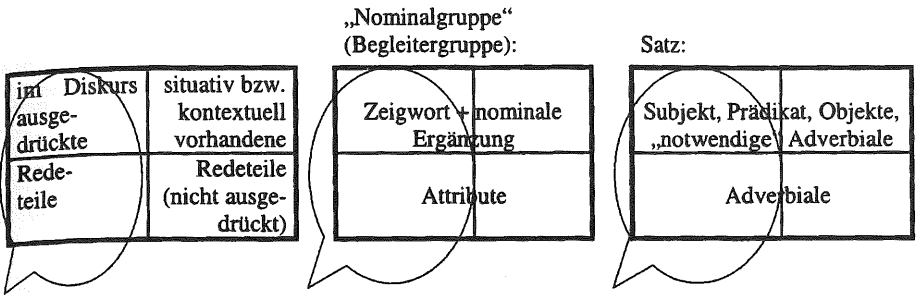 „Nominalgruppe“
(Begleitergruppe):
Satz:
im Diskurs
ausge-
drückte
Rede-
teile
situativ bzw.
kontextuell
vorhandene
Redeteile
(nicht ausge-
drückt)
Zeigwort + nominale
Ergänzung
Attribute
Subjekt, Prädikat, Objekte,
„notwendige“ Adverbiale
Adverbiale